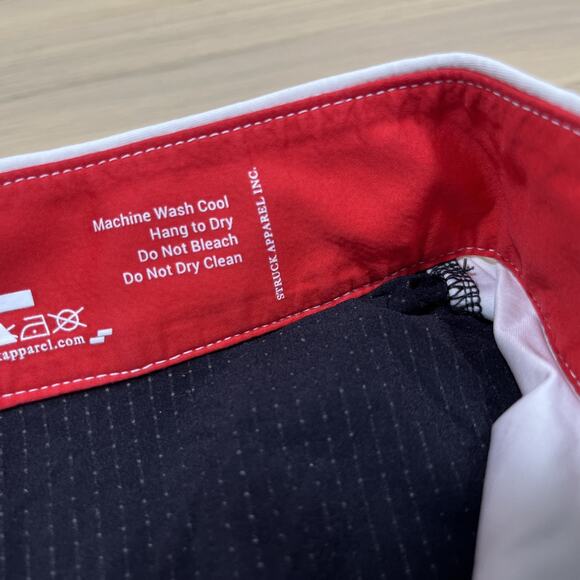 Machine Wash Cool
Hang to Dry
Do Not Bleach
Do Not Dry Clean
STRUCK APPAREL INC.
apparel.com